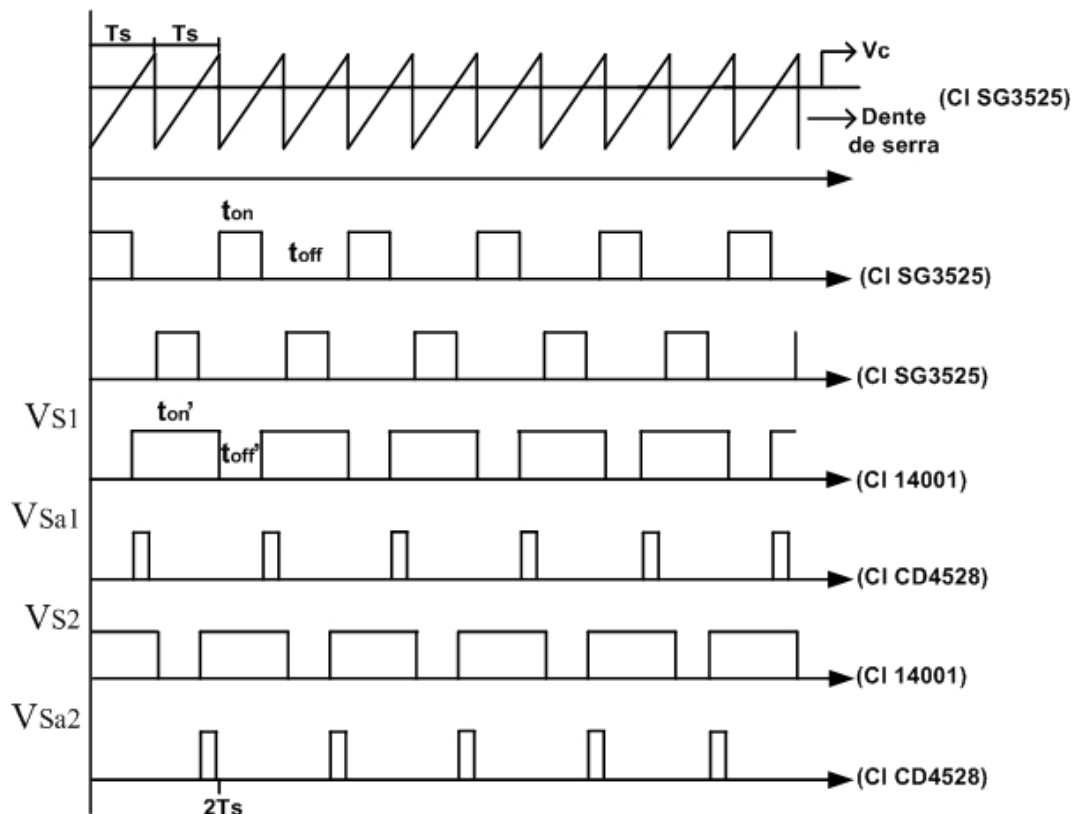 Ts Ts
Vc
(CI SG3525)
Dente
de serra
ton
toff
(CI SG3525)
(CI SG3525)
VS1
ton'
toff'
(CI 14001)
VSa1
(CI CD4528)
VS2
(CI 14001)
VSa2
(CI CD4528)
2Ts